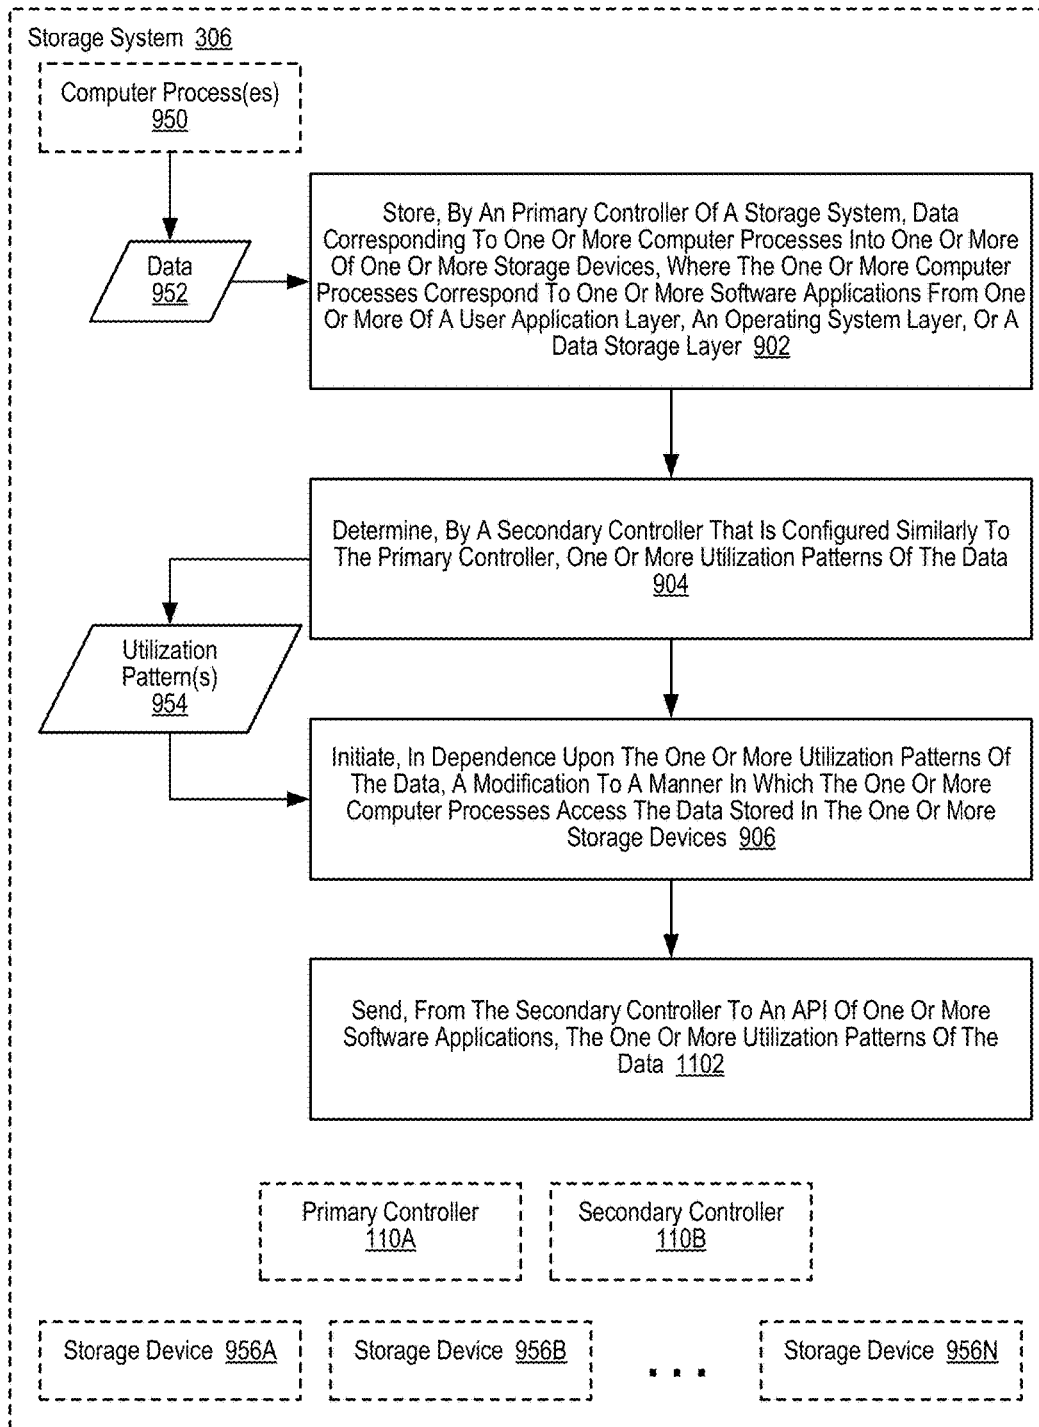 Storage System 306
Computer Process(es)
950
Data
952
Store, By An Primary Controller Of A Storage System, Data
Corresponding To One Or More Computer Processes Into One Or More
Of One Or More Storage Devices, Where The One Or More Computer
Processes Correspond To One Or More Software Applications From One
Or More Of A User Application Layer, An Operating System Layer, Or A
Data Storage Layer 902
Determine, By A Secondary Controller That Is Configured Similarly To
The Primary Controller, One Or More Utilization Patterns Of The Data
904
Utilization
Pattern(s)
954
Initiate, In Dependence Upon The One Or More Utilization Patterns Of
The Data, A Modification To A Manner In Which The One Or More
Computer Processes Access The Data Stored In The One Or More
Storage Devices 906
Send, From The Secondary Controller To An API Of One Or More
Software Applications, The One Or More Utilization Patterns Of The
Data 1102
Primary Controller
110A
Secondary Controller
110B
Storage Device 956A
Storage Device 956B
...
Storage Device 956N